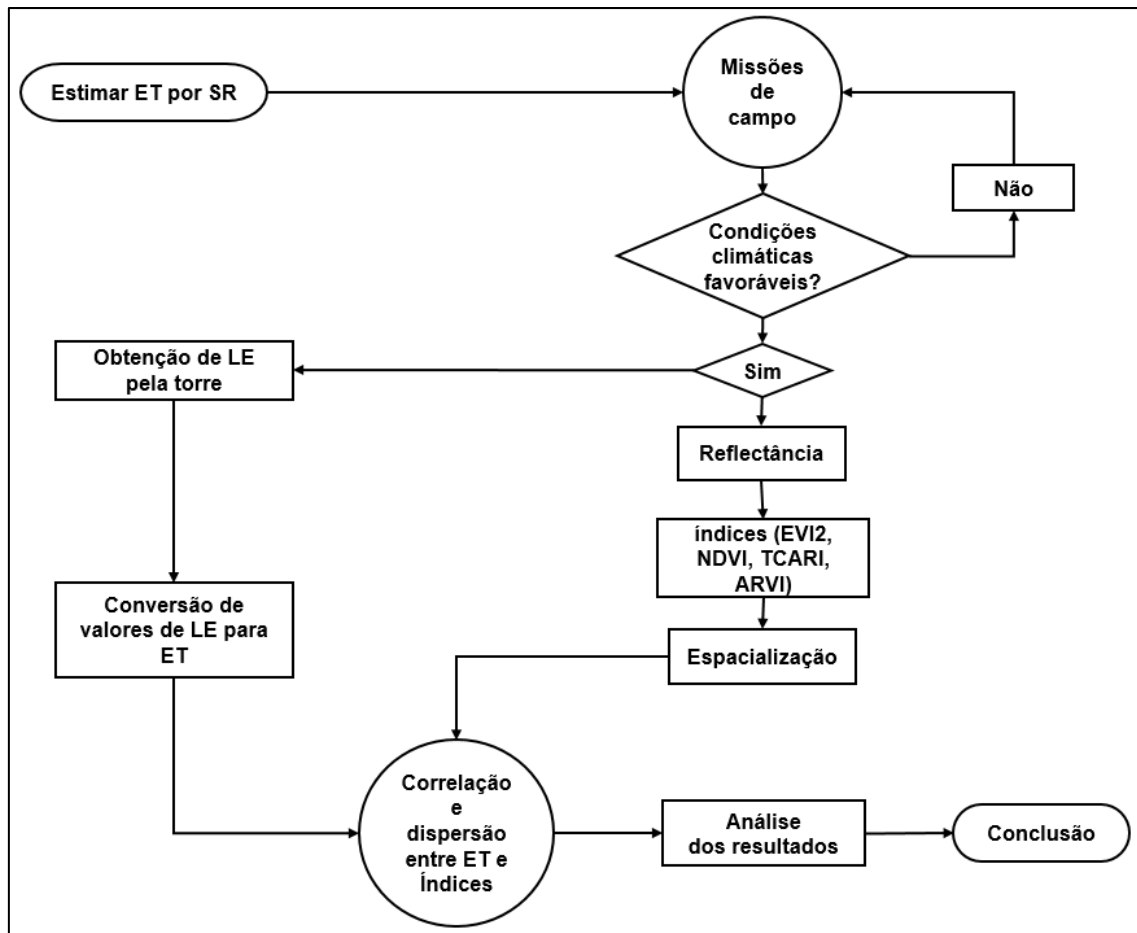 Estimar ET por SR
Missões
de
campo
Não
Condições
climáticas
favoráveis?
Sim
Obtenção de LE
pela torre
Reflectância
índices (EVI2,
NDVI, TCARI,
ARVI)
Conversão de
valores de LE para
ET
Espacialização
Correlação
e
dispersão
entre ET e
Índices
Análise
dos resultados
Conclusão